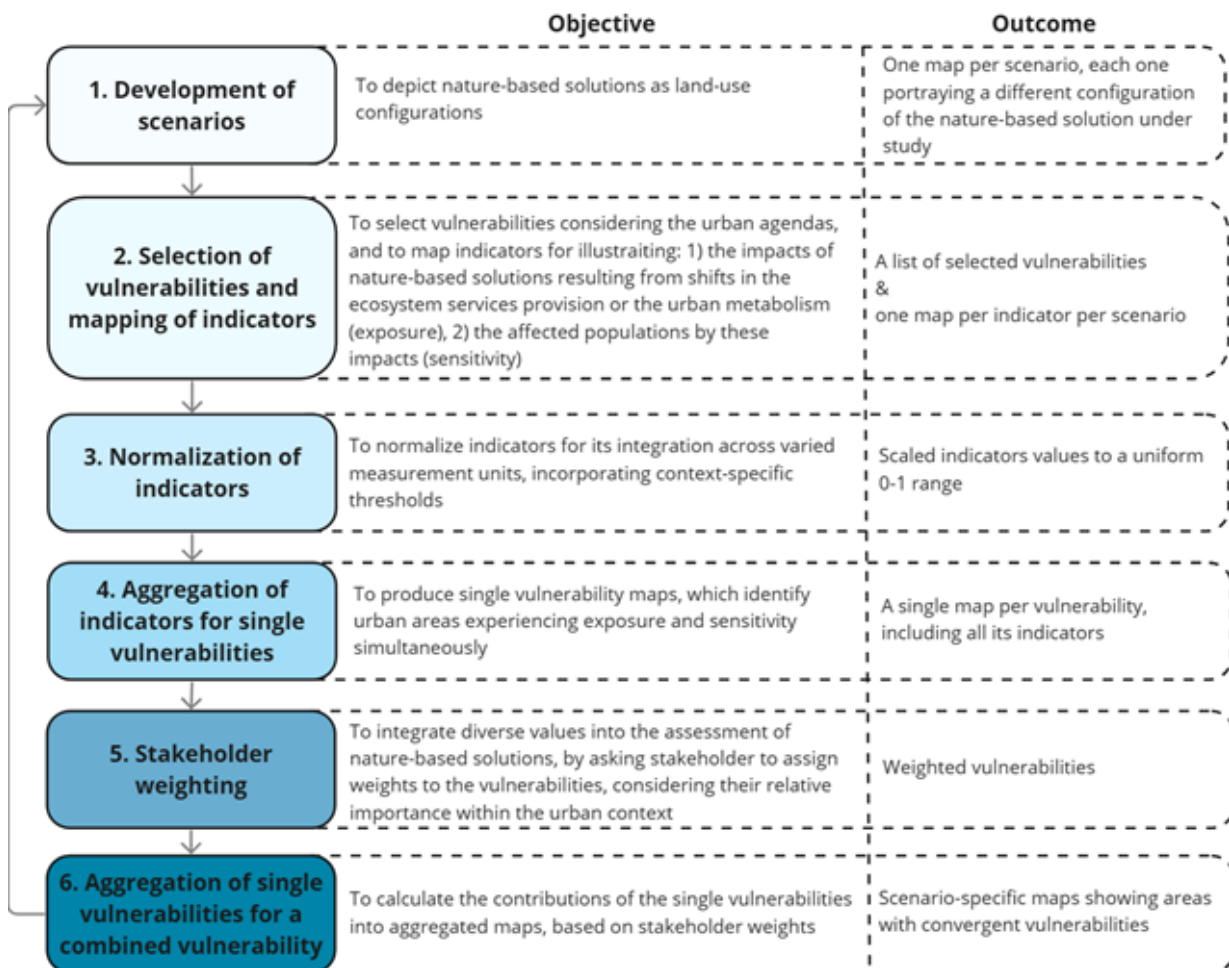 Objective
Outcome
1. Development of
scenarios
To depict nature-based solutions as land-use
configurations
One map per scenario, each one
portraying a different configuration
of the nature-based solution under
study
2. Selection of
vulnerabilities and
mapping of indicators
To select vulnerabilities considering the urban agendas,
and to map indicators for illustraiting: 1) the impacts of
nature-based solutions resulting from shifts in the
ecosystem services provision or the urban metabolism
(exposure), 2) the affected populations by these
impacts (sensitivity)
A list of selected vulnerabilities
&
one map per indicator per scenario
3. Normalization of
indicators
To normalize indicators for its integration across varied
measurement units, incorporating context-specific
thresholds
Scaled indicators values to a uniform
0-1 range
4. Aggregation of
indicators for single
vulnerabilities
To produce single vulnerability maps, which identify
urban areas experiencing exposure and sensitivity
simultaneously
A single map per vulnerability,
including all its indicators
5. Stakeholder
weighting
To integrate diverse values into the assessment of
nature-based solutions, by asking stakeholder to assign
weights to the vulnerabilities, considering their relative
importance within the urban context
Weighted vulnerabilities
6. Aggregation of single
vulnerabilities for a
combined vulnerability
To calculate the contributions of the single vulnerabilities
into aggregated maps, based on stakeholder weights
Scenario-specific maps showing areas
with convergent vulnerabilities